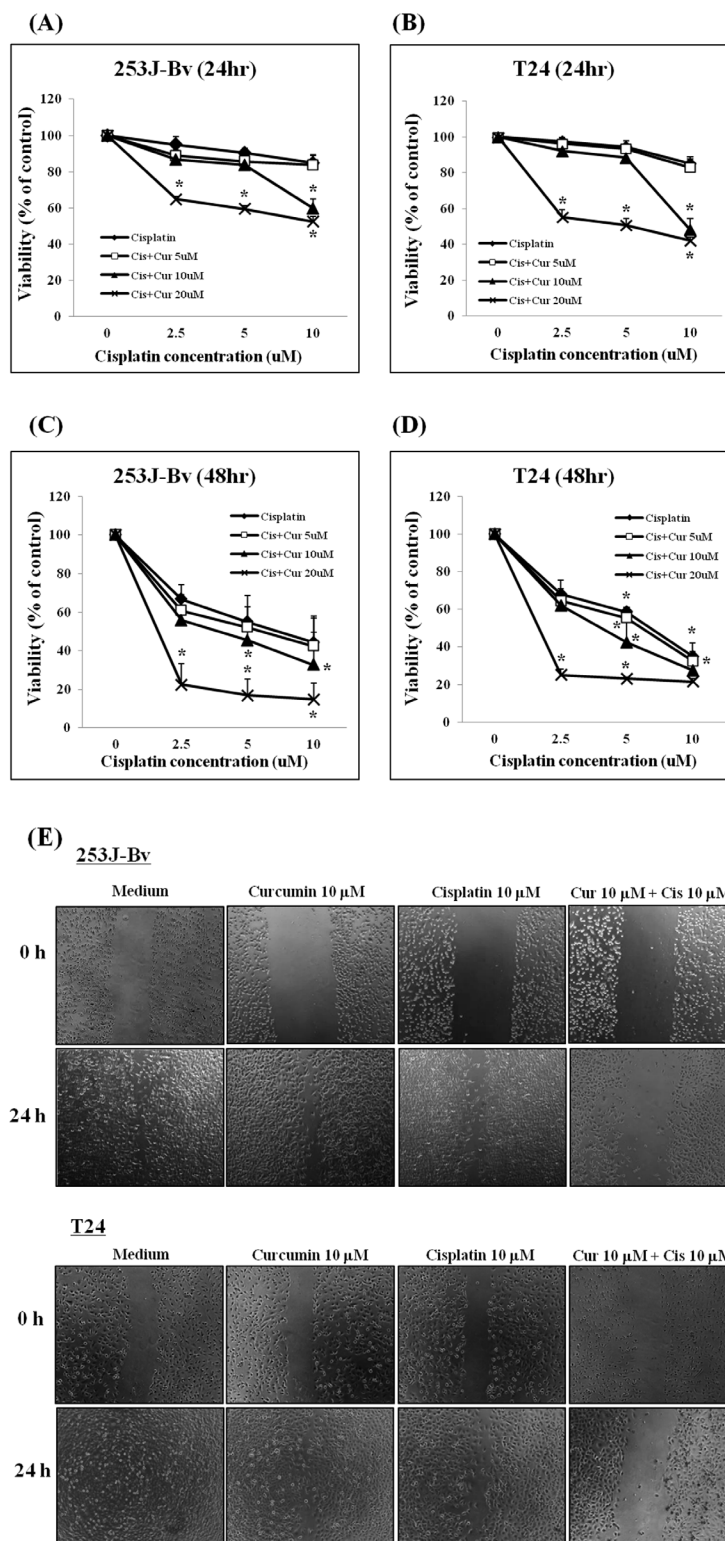 (A)
(B)
253J-Bv (24hr)
T24 (24hr)
Viability (% of control)
120
100
80
60
40
20
0
Cisplatin
Cis+Cur 5uM
Cis+Cur 10uM
Cis+Cur 20uM
*
*
*
*
0 2.5 5 10
Cisplatin concentration (uM)
Viability (% of control)
120
100
80
60
40
20
0
Cisplatin
Cis+Cur 5uM
Cis+Cur 10uM
Cis+Cur 20uM
*
*
*
*
0 2.5 5 10
Cisplatin concentration (uM)
(C)
(D)
253J-Bv (48hr)
T24 (48hr)
Viability (% of control)
120
100
80
60
40
20
0
Cisplatin
Cis+Cur 5uM
Cis+Cur 10uM
Cis+Cur 20uM
*
*
*
*
*
0 2.5 5 10
Cisplatin concentration (uM)
Viability (% of control)
120
100
80
60
40
20
0
Cisplatin
Cis+Cur 5uM
Cis+Cur 10uM
Cis+Cur 20uM
*
*
*
*
*
*
0 2.5 5 10
Cisplatin concentration (uM)
(E)
253J-Bv
Medium Curcumin 10 μM Cisplatin 10 μM Cur 10 μM + Cis 10 μM
0 h
24 h
T24
Medium Curcumin 10 μM Cisplatin 10 μM Cur 10 μM + Cis 10 μM
0 h
24 h